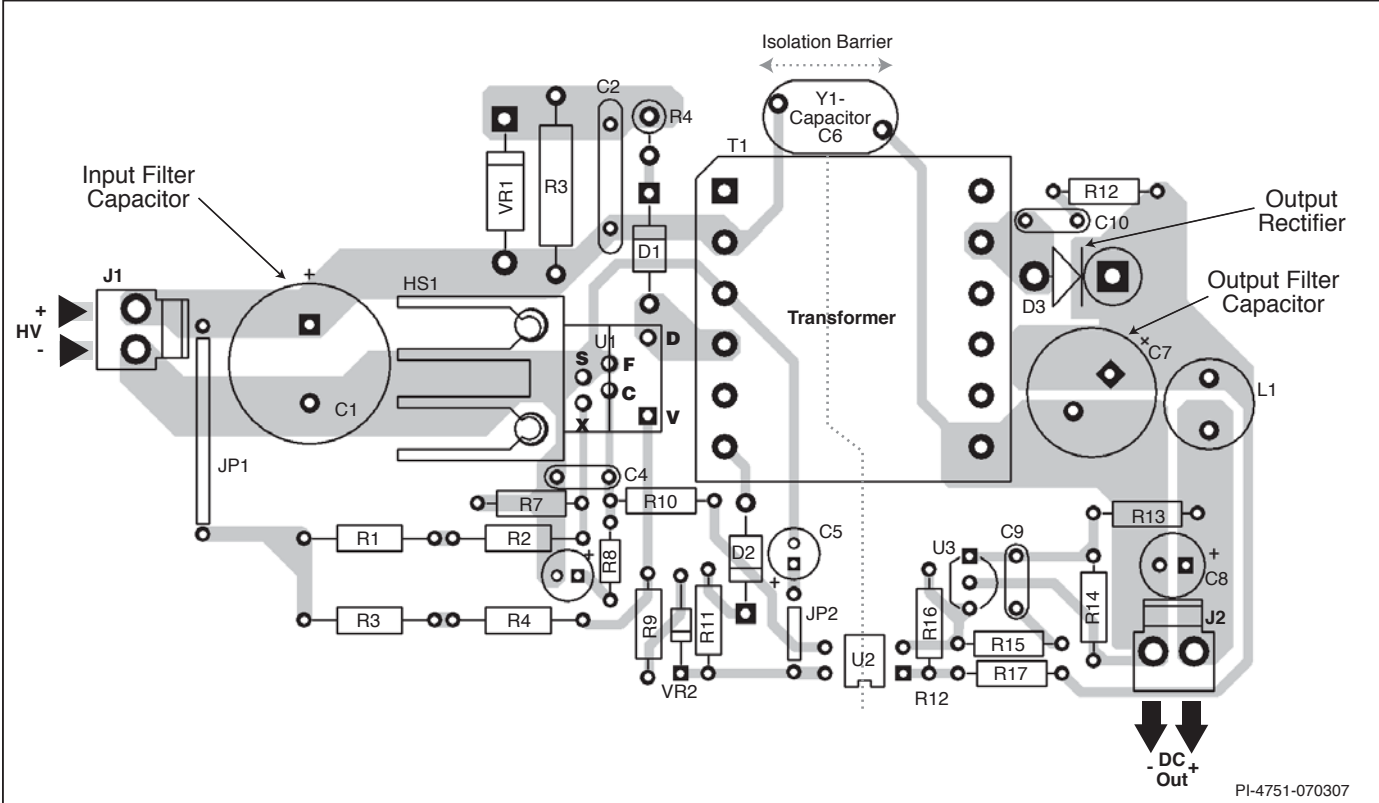 Isolation Barrier
Y1-
Capacitor
C6
C2
R4
T1
Input Filter
Capacitor
VR1
R3
R12
Output
Rectifier
C10
D1
J1
+
HS1
D3
Output Filter
Capacitor
+
HV
-
Transformer
U1
D
S
F
C
X
V
+
C7
C1
L1
JP1
C4
R7
R10
R13
R1
R2
+
R8
D2
C5
+
U3
C9
+
C8
R3
R4
R9
R11
JP2
R16
R14
J2
R15
U2
R17
VR2
R12
- DC +
Out
PI-4751-070307